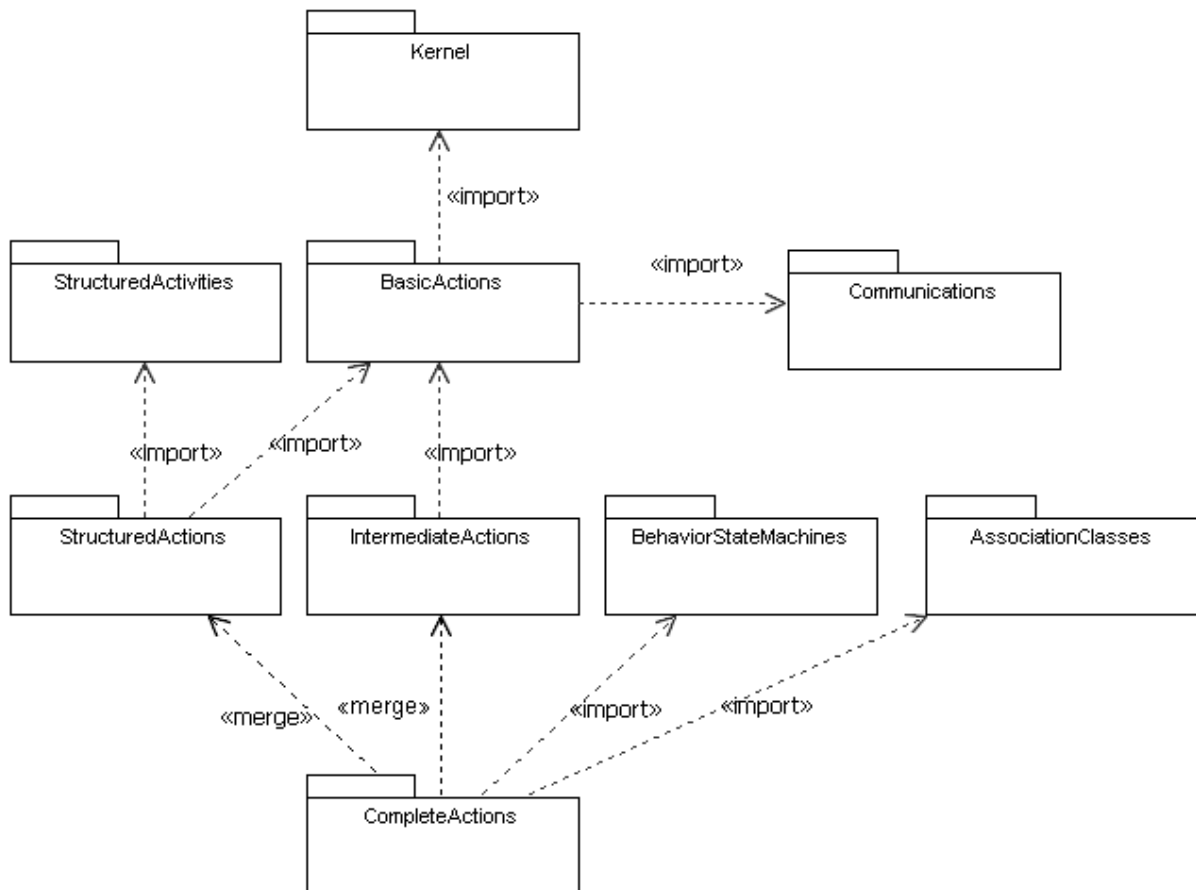 Kernel
«import»
StructuredActivities
BasicActions
«import»
Communications
«import»
«import»
«import»
StructuredActions
IntermediateActions
BehaviorStateMachines
AssociationClasses
«merge»
«merge»
«import»
«import»
CompleteActions